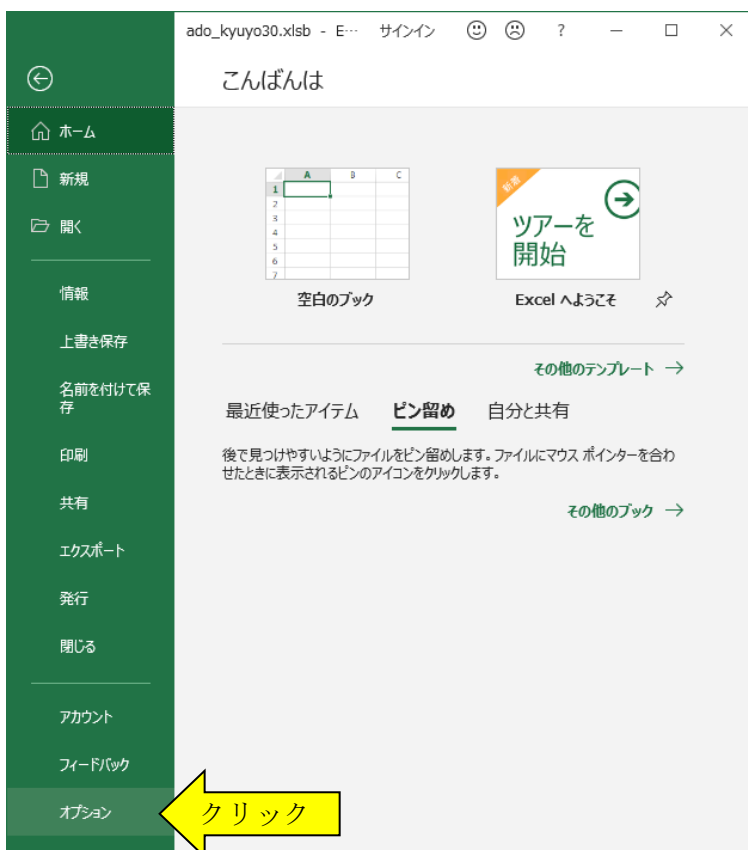 ado_kyuyo30.xlsb - E… サインイン ?
こんばんは
ホーム
新規
開く
情報
上書き保存
名前を付けて保
存
印刷
共有
エクスポート
発行
閉じる
アカウント
フィードバック
オプション
クリック
A B C
1
2
3
4
5
6
7
空白のブック
新着
ツアーを
開始
Excel へようこそ
その他のテンプレート →
最近使ったアイテム ピン留め 自分と共有
後で見つけやすいようにファイルをピン留めします。ファイルにマウス ポインターを合わ
せたときに表示されるピンのアイコンをクリックします。
その他のブック →